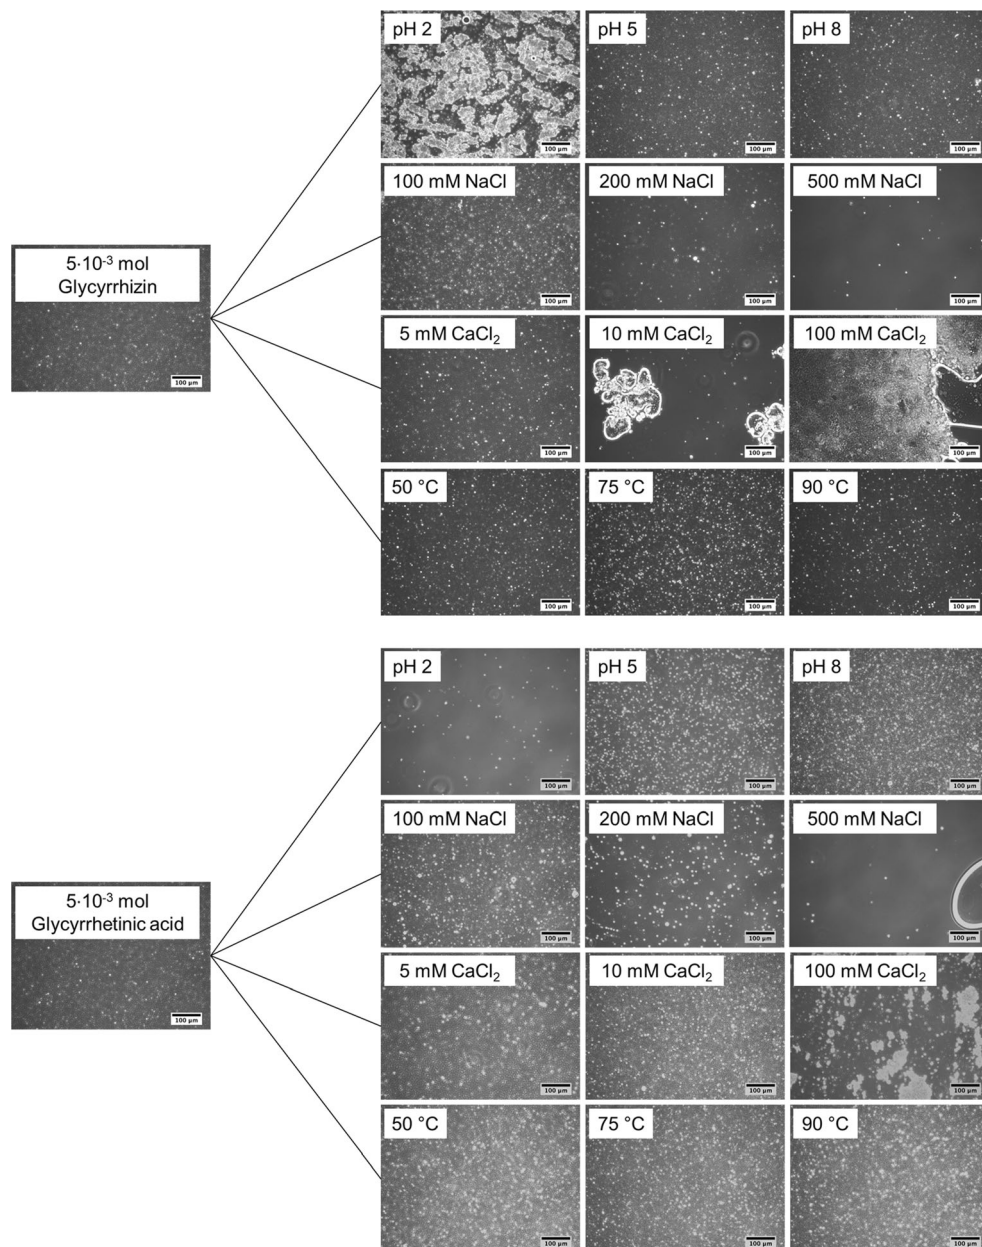 pH 2
pH 5
pH 8
100 µm
100 µm
100 µm
100 mM NaCl
200 mM NaCl
500 mM NaCl
100 µm
100 µm
100 µm
5·10⁻³ mol
Glycyrrhizin
100 µm
5 mM CaCl₂
10 mM CaCl₂
100 mM CaCl₂
100 µm
100 µm
100 µm
50 °C
75 °C
90 °C
100 µm
100 µm
100 µm
pH 2
pH 5
pH 8
100 µm
100 µm
100 µm
100 mM NaCl
200 mM NaCl
500 mM NaCl
100 µm
100 µm
100 µm
5·10⁻³ mol
Glycyrrhetinic acid
100 µm
5 mM CaCl₂
10 mM CaCl₂
100 mM CaCl₂
100 µm
100 µm
100 µm
50 °C
75 °C
90 °C
100 µm
100 µm
100 µm